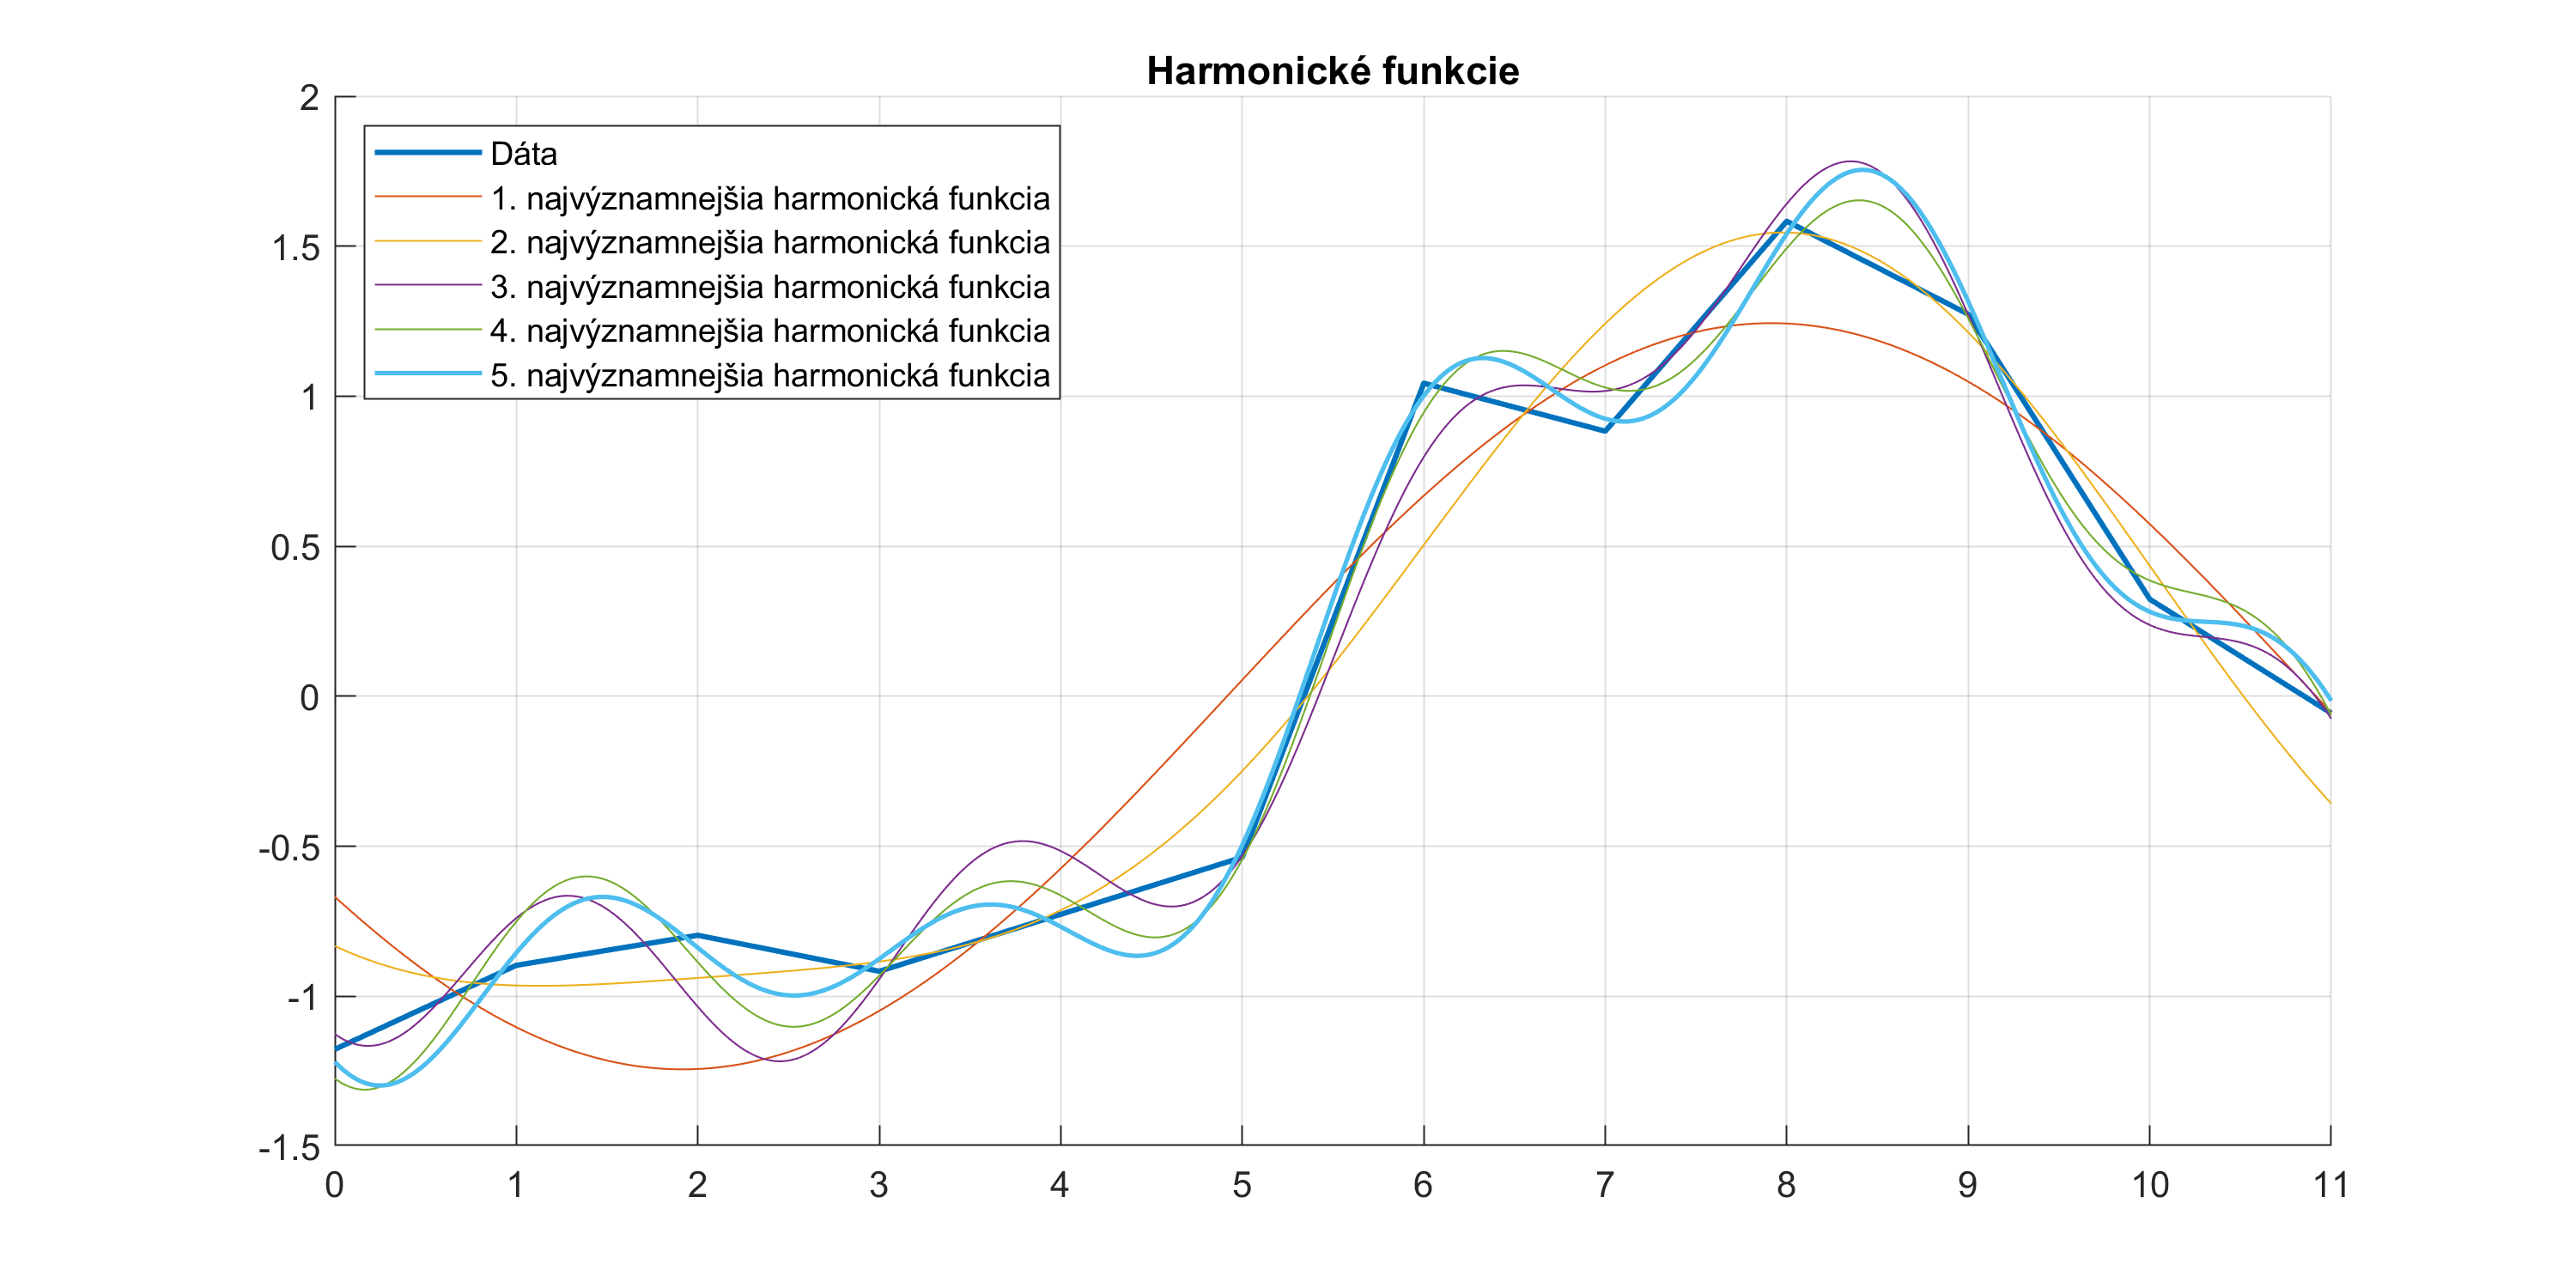 Harmonické funkcie
2
1.5
1
0.5
0
-0.5
-1
-1.5
Dáta
1. najvýznamnejšia harmonická funkcia
2. najvýznamnejšia harmonická funkcia
3. najvýznamnejšia harmonická funkcia
4. najvýznamnejšia harmonická funkcia
5. najvýznamnejšia harmonická funkcia
0 1 2 3 4 5 6 7 8 9 10 11